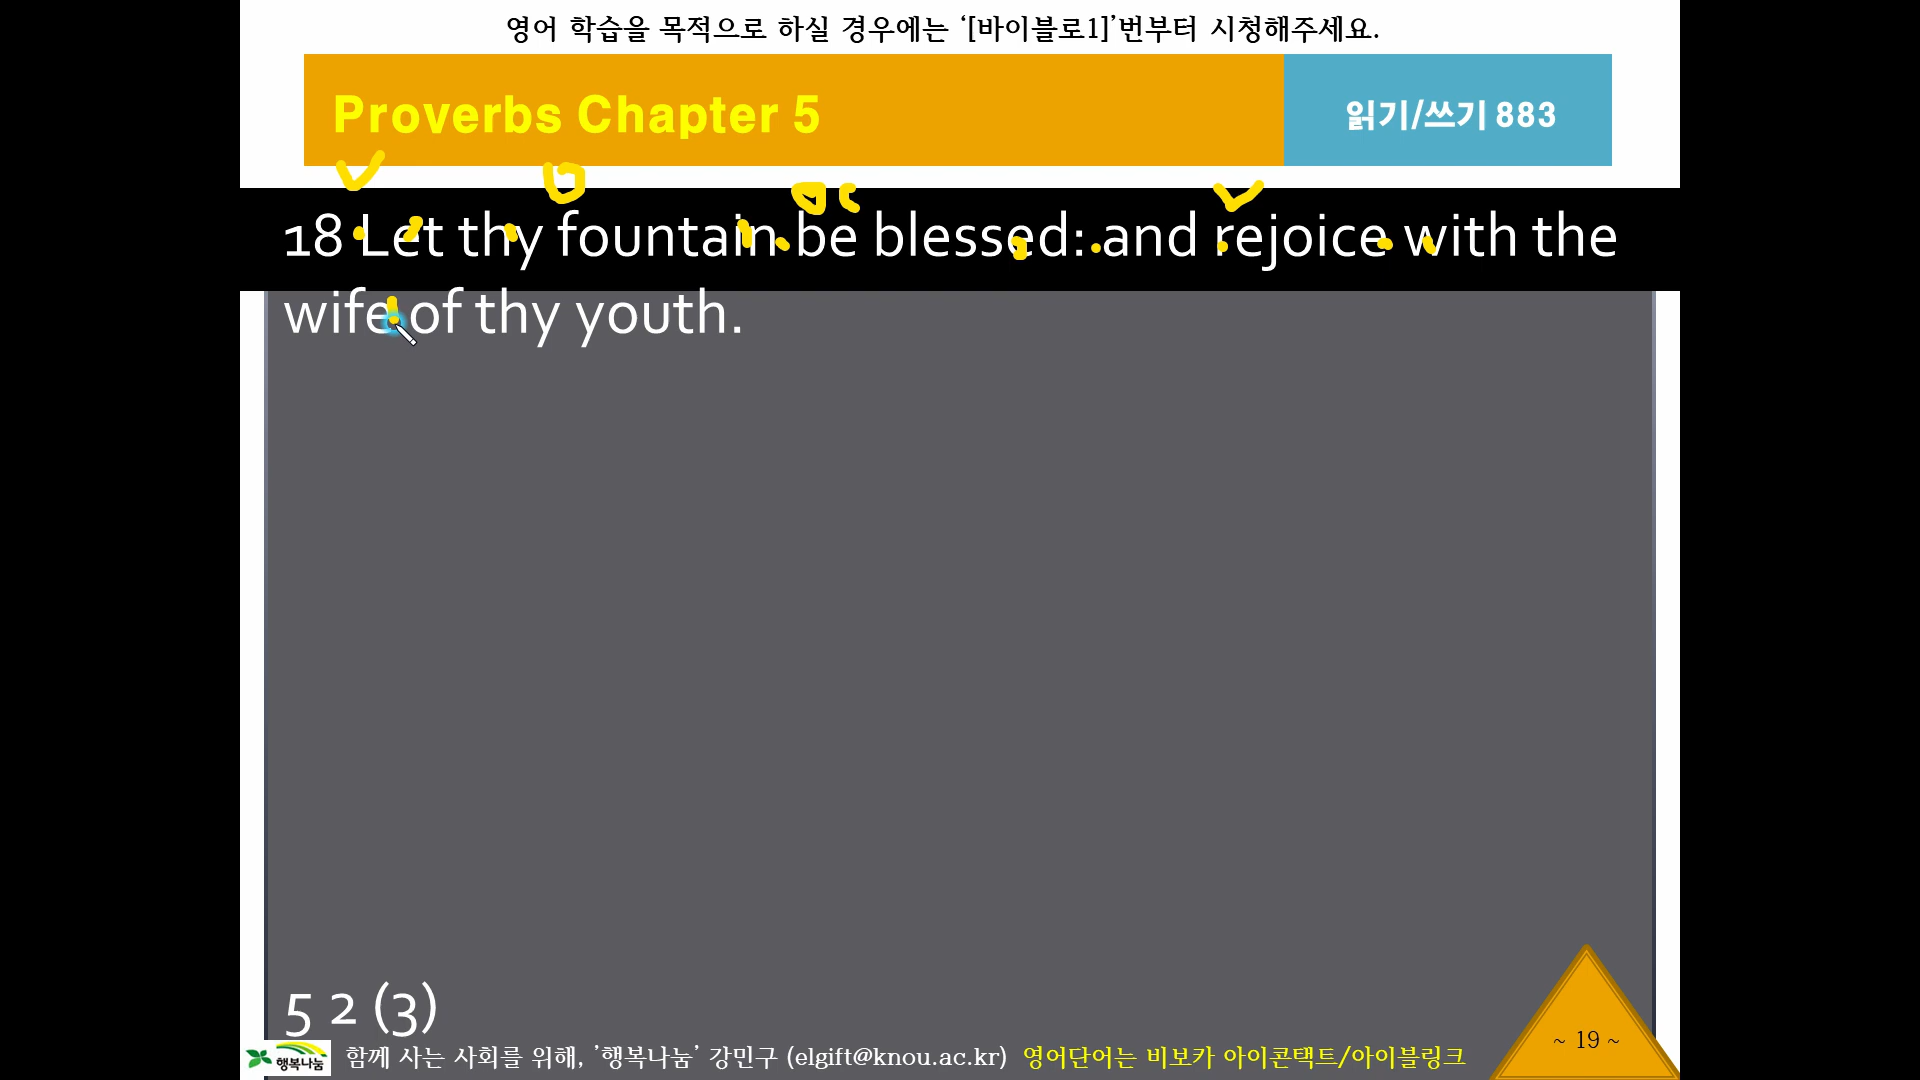 영어 학습을 목적으로 하실 경우에는 ‘[바이블로1]’번부터 시청해주세요.
Proverbs Chapter 5
읽기/쓰기 883
18 Let thy fountain be blessed: and rejoice with the
wife of thy youth.
5 2 (3)
~ 19 ~
행복나눔
함께 사는 사회를 위해, ’행복나눔’ 강민구 (elgift@knou.ac.kr) 영어단어는 비보카 아이콘택트/아이블링크